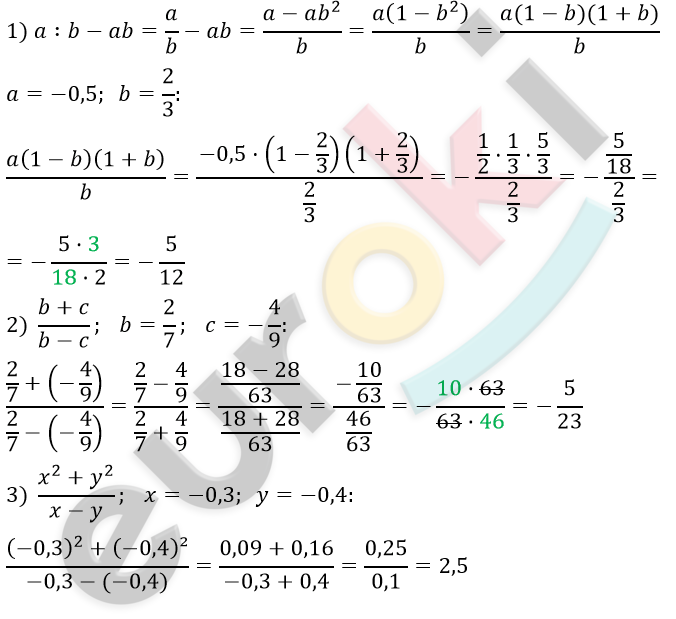 1) a : b − ab = a/b − ab = (a − ab²)/b = a(1 − b²)/b = a(1 − b)(1 + b)/b
a = −0,5; b = 2/3:
a(1 − b)(1 + b)/b = (−0,5 · (1 − 2/3)(1 + 2/3))/(2/3) = − (1/2 · 1/3 · 5/3)/(2/3) = − (5/18)/(2/3) =
= − (5 · 3)/(18 · 2) = − 5/12
2) (b + c)/(b − c); b = 2/7; c = − 4/9:
(2/7 + (− 4/9))/(2/7 − (− 4/9)) = (2/7 − 4/9)/(2/7 + 4/9) = ((18 − 28)/63)/((18 + 28)/63) = (− 10/63)/(46/63) = − (10 · 63)/(63 · 46) = − 5/23
3) (x² + y²)/(x − y); x = −0,3; y = −0,4:
((−0,3)² + (−0,4)²)/(−0,3 − (−0,4)) = (0,09 + 0,16)/(−0,3 + 0,4) = 0,25/0,1 = 2,5
euroki